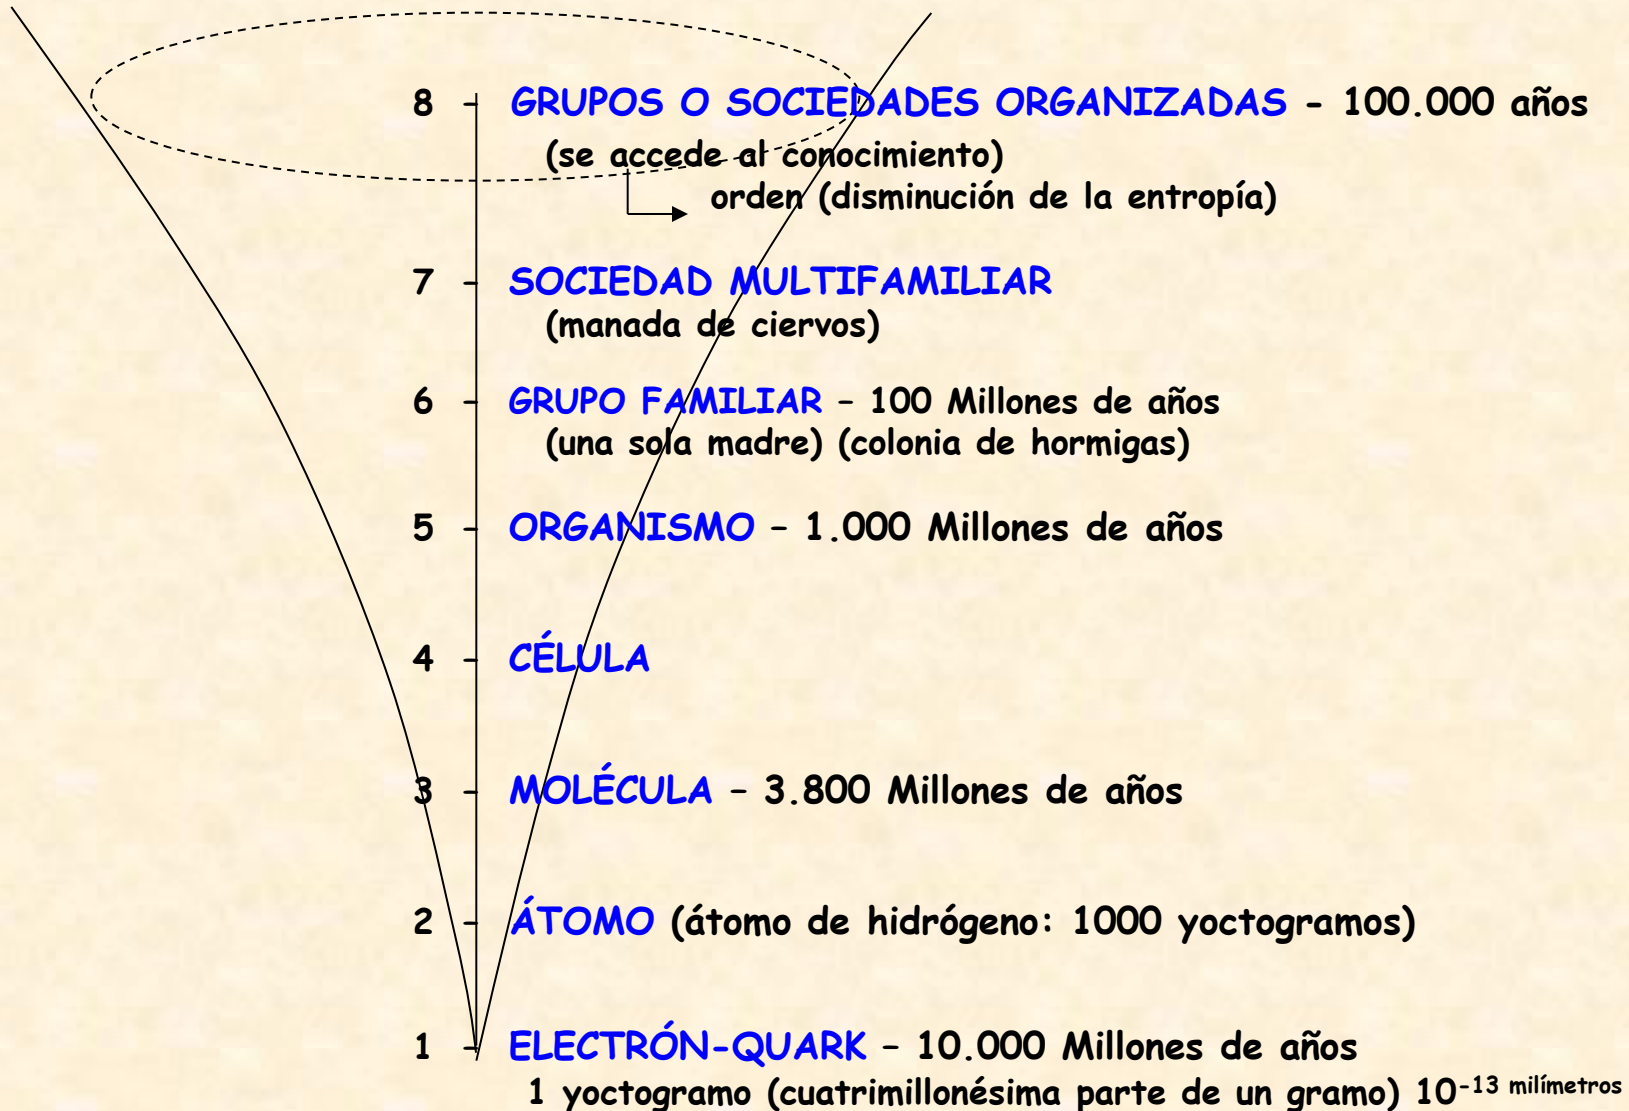 8 - GRUPOS O SOCIEDADES ORGANIZADAS - 100.000 años
(se accede al conocimiento)
orden (disminución de la entropía)
7 - SOCIEDAD MULTIFAMILIAR
(manada de ciervos)
6 - GRUPO FAMILIAR – 100 Millones de años
(una sola madre) (colonia de hormigas)
5 - ORGANISMO – 1.000 Millones de años
4 - CÉLULA
3 - MOLÉCULA – 3.800 Millones de años
2 - ÁTOMO (átomo de hidrógeno: 1000 yoctogramos)
1 - ELECTRÓN-QUARK – 10.000 Millones de años
1 yoctogramo (cuatrimillonésima parte de un gramo) 10⁻¹³ milímetros